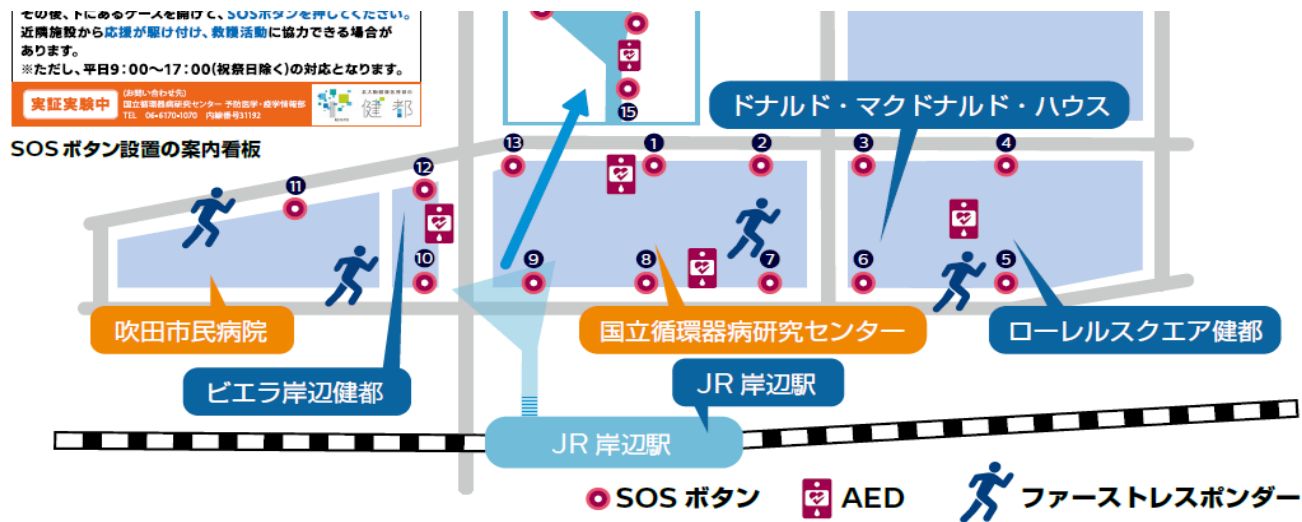 その後、下にあるケースを開けて、SOSボタンを押してください。
近隣施設から応援が駆け付け、救護活動に協力できる場合が
あります。
※ただし、平日9:00〜17:00(祝祭日除く)の対応となります。
実証実験中
(お問い合わせ先)
国立循環器病研究センター 予防医学・疫学情報部
TEL 06-6170-1070 内線番号31192
健都
SOS ボタン設置の案内看板
15
ドナルド・マクドナルド・ハウス
13
1
2
3
4
12
11
10
9
8
7
6
5
吹田市民病院
国立循環器病研究センター
ローレルスクエア健都
ビエラ岸辺健都
JR 岸辺駅
JR 岸辺駅
SOS ボタン
AED
ファーストレスポンダー